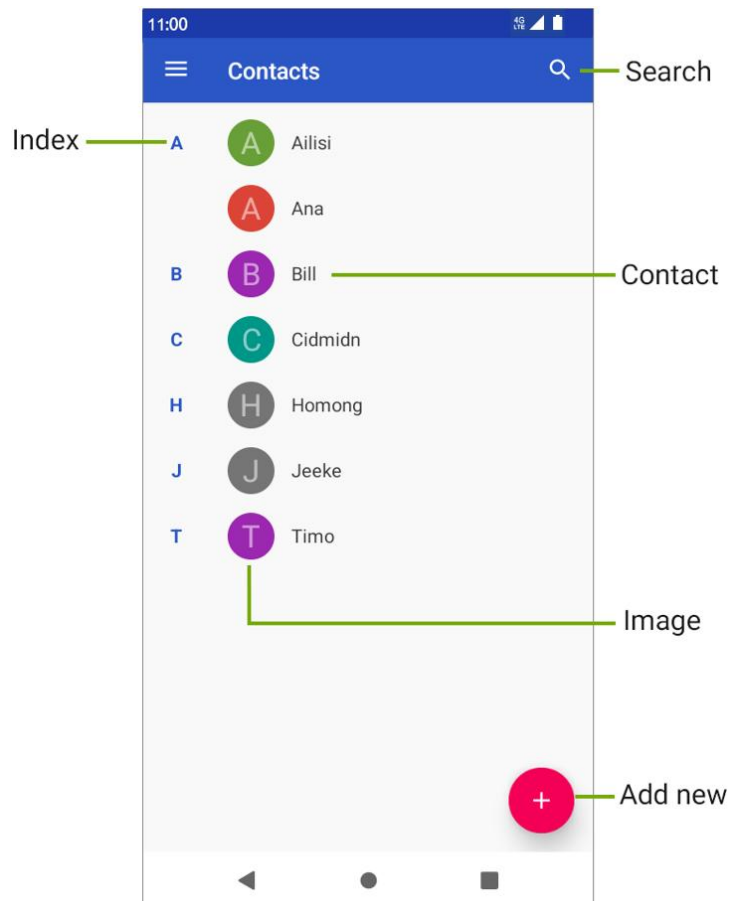 11:00 4G LTE
Contacts
Search
Index
A A Ailisi
A Ana
B B Bill
Contact
C C Cidmidn
H H Homong
J J Jeeke
T T Timo
Image
+ Add new